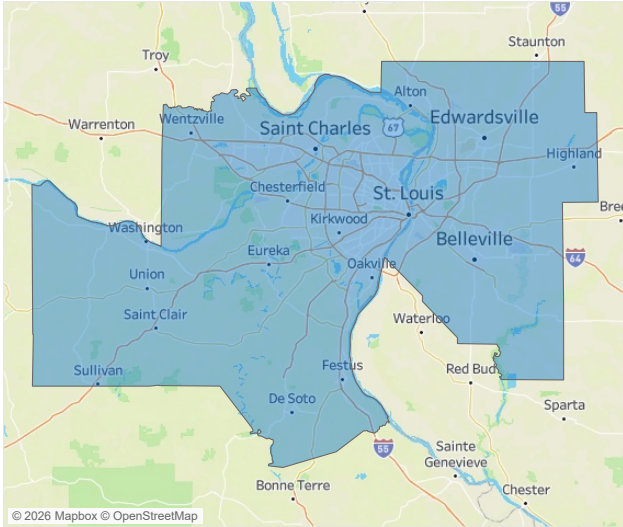 55
Staunton
Troy
Alton
Wentzville
Edwardsville
Warrenton
Saint Charles
67
Highland
Chesterfield
St. Louis
Bree
Kirkwood
Washington
Belleville
Eureka
64
Oakville
Union
Saint Clair
Waterloo
Sullivan
Festus
Red Bud
De Soto
Sparta
55
Sainte
Genevieve
Bonne Terre
Chester
© 2026 Mapbox © OpenStreetMap